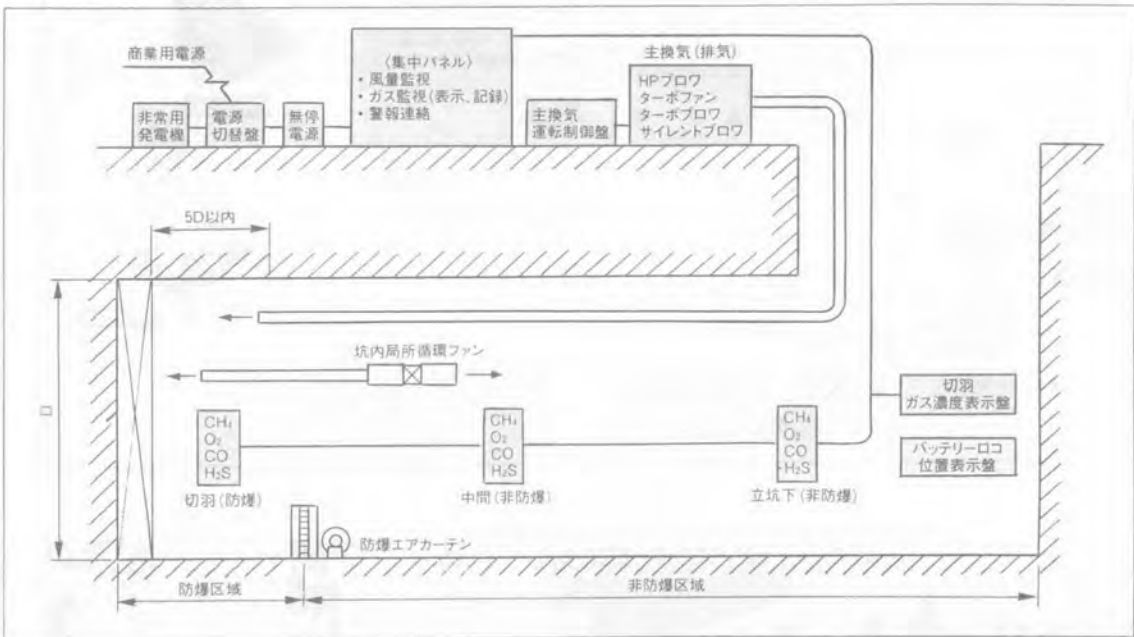 商業用電源
非常用
発電機
電源
切替盤
無停
電源
〈集中パネル〉
・風量監視
・ガス監視(表示、記録)
・警報連絡
主換気
運転制御盤
主換気(排気)
HPブロワ
ターボファン
ターボブロワ
サイレントブロワ
5D以内
D
坑内局所循環ファン
CH₄
O₂
CO
H₂S
切羽(防爆)
CH₄
O₂
CO
H₂S
中間(非防爆)
CH₄
O₂
CO
H₂S
立坑下(非防爆)
切羽
ガス濃度表示盤
バッテリーロコ
位置表示盤
防爆エアカーテン
防爆区域
非防爆区域